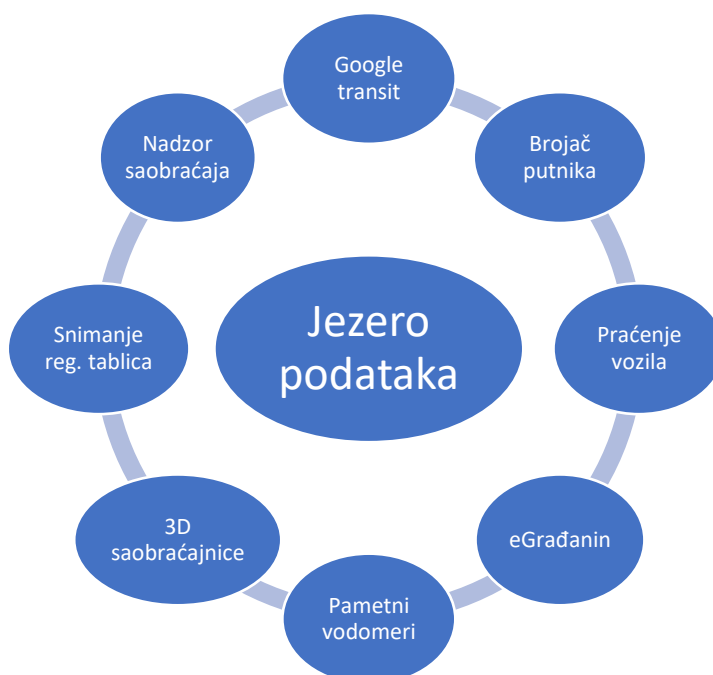 Google
transit
Brojač
putnika
Praćenje
vozila
eGrađanin
Pametni
vodomeri
3D
saobraćajnice
Snimanje
reg. tablica
Nadzor
saobraćaja
Jezero
podataka